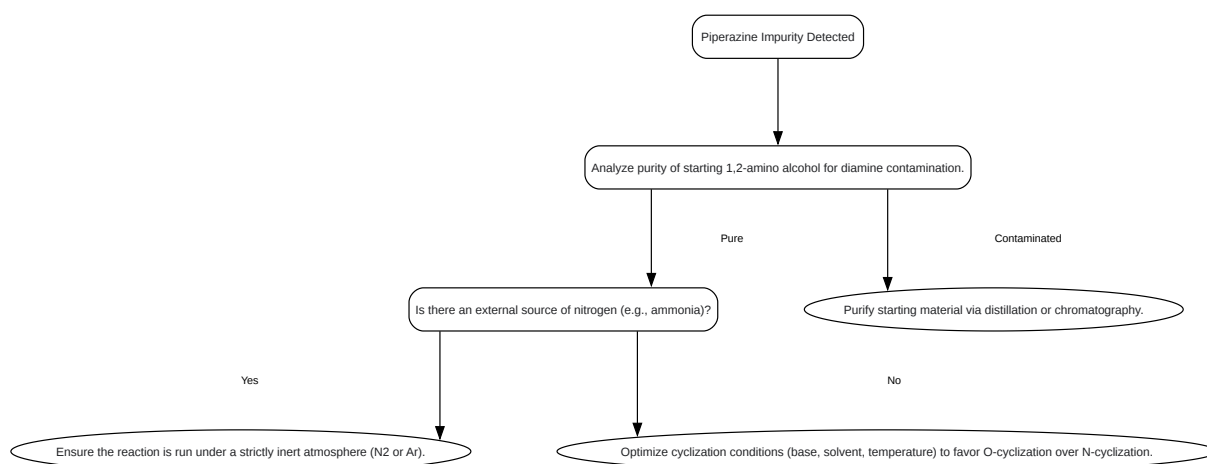 Piperazine Impurity Detected
Analyze purity of starting 1,2-amino alcohol for diamine contamination.
Pure
Contaminated
Is there an external source of nitrogen (e.g., ammonia)?
Purify starting material via distillation or chromatography.
Yes
No
Ensure the reaction is run under a strictly inert atmosphere (N2 or Ar).
Optimize cyclization conditions (base, solvent, temperature) to favor O-cyclization over N-cyclization.